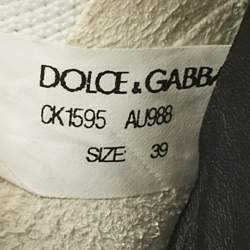 DOLCE & GABBA
CK1595 AU988
SIZE: 39